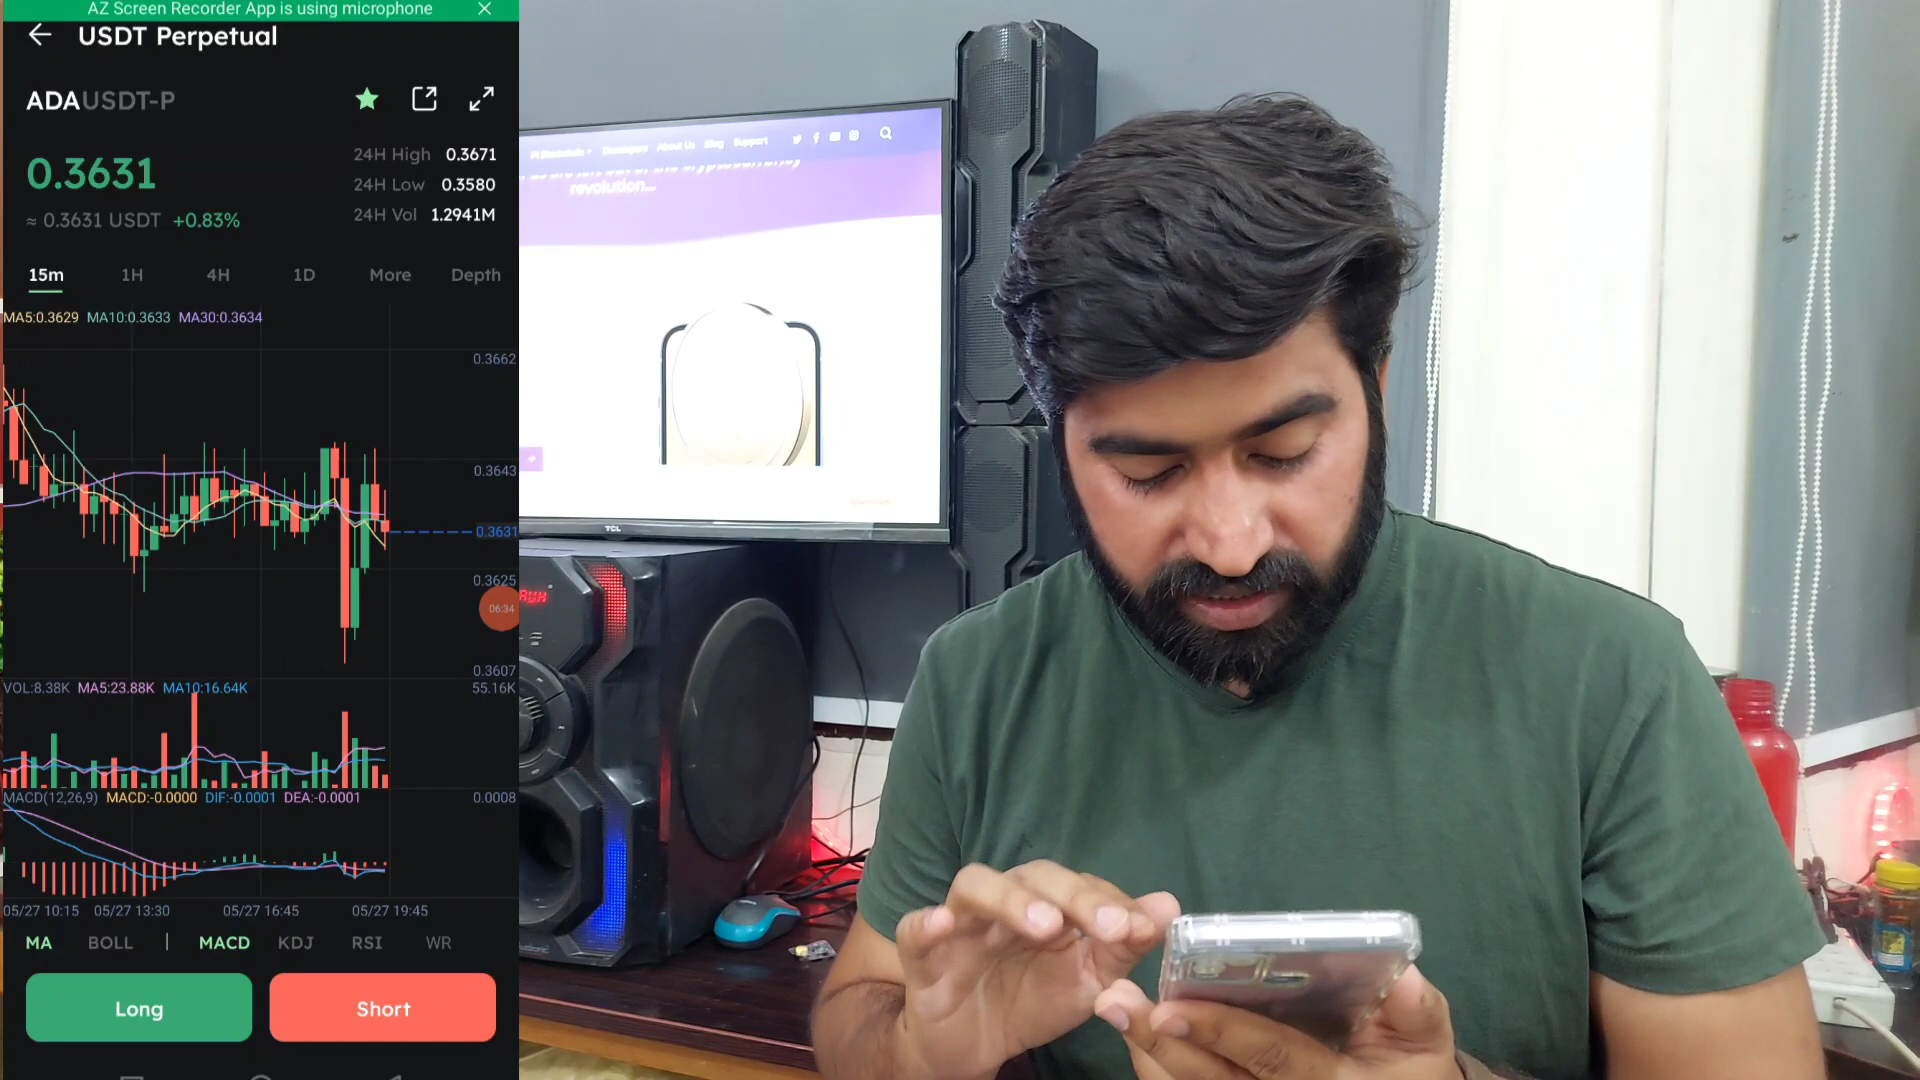 AZ Screen Recorder App is using microphone
USDT Perpetual
ADAUSDT-P
0.3631
≈ 0.3631 USDT +0.83%
24H High 0.3671
24H Low 0.3580
24H Vol 1.2941M
15m 1H 4H 1D More Depth
MA5:0.3629 MA10:0.3633 MA30:0.3634
0.3662
0.3643
0.3631
0.3625
06:34
0.3607
VOL:8.38K MA5:23.88K MA10:16.64K 55.16K
MACD(12,26,9) MACD:-0.0000 DIF:-0.0001 DEA:-0.0001 0.0008
05/27 10:15 05/27 13:30 05/27 16:45 05/27 19:45
MA BOLL | MACD KDJ RSI WR
Long Short
Developers About Us Blog Support
revolution...
TCL